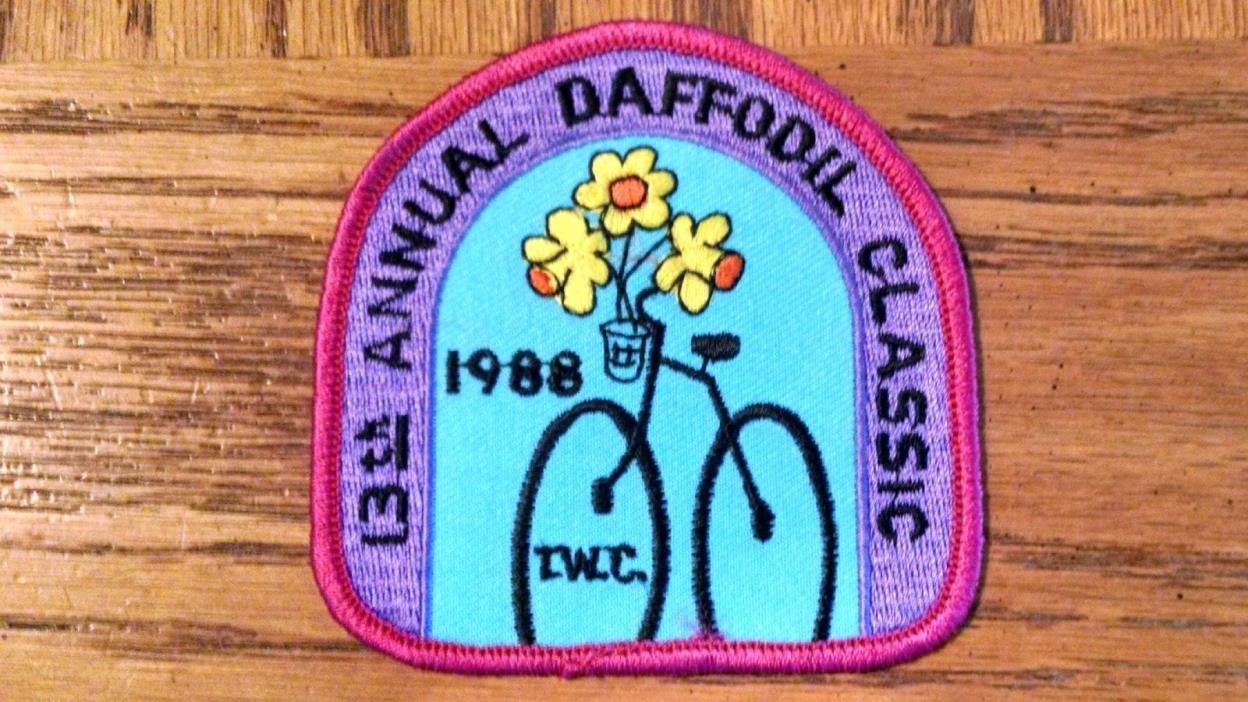 13th ANNUAL DAFFODIL CLASSIC
1988
T.W.C.